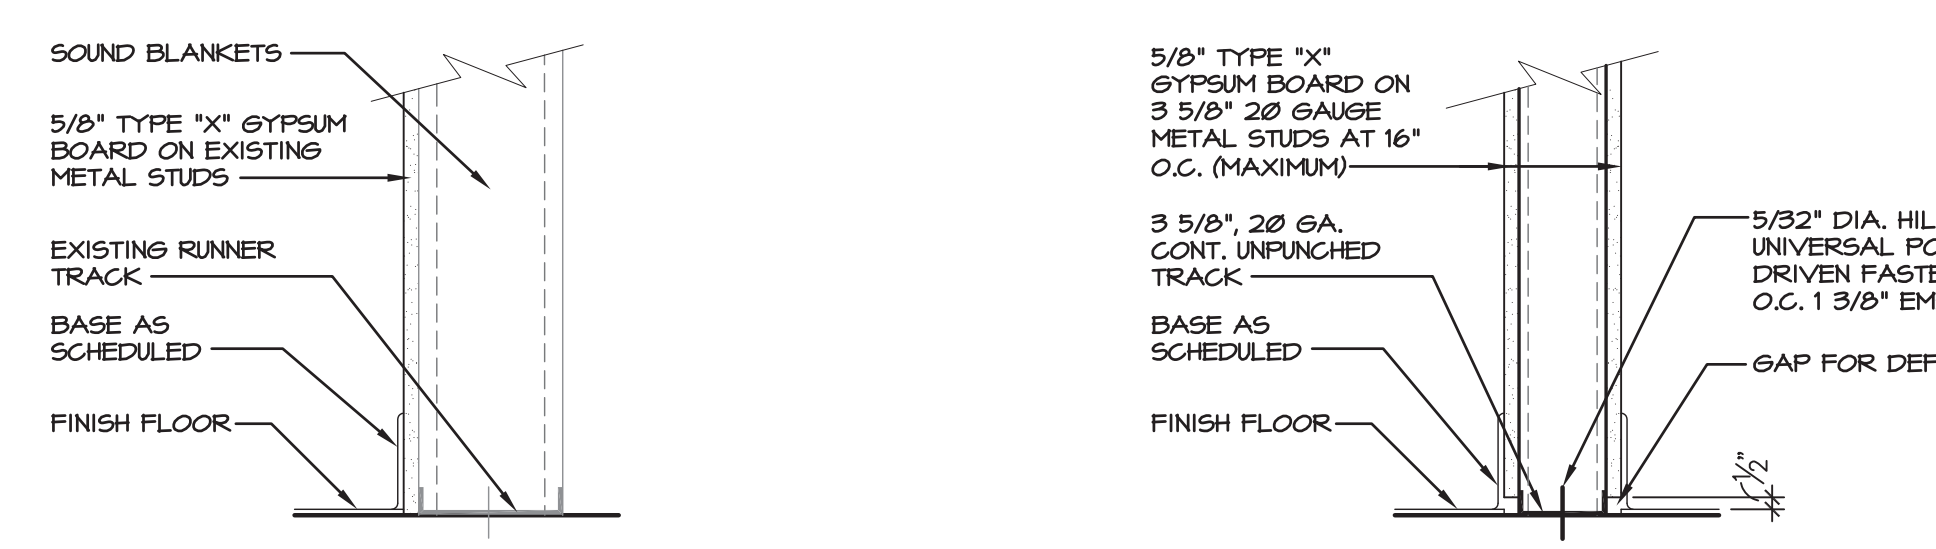 SOUND BLANKETS
5/8" TYPE "X" GYPSUM
BOARD ON EXISTING
METAL STUDS
EXISTING RUNNER
TRACK
BASE AS
SCHEDULED
FINISH FLOOR
5/8" TYPE "X"
GYPSUM BOARD ON
3 5/8" 20 GAUGE
METAL STUDS AT 16"
O.C. (MAXIMUM)
3 5/8", 20 GA.
CONT. UNPUNCHED
TRACK
BASE AS
SCHEDULED
FINISH FLOOR
5/32" DIA. HIL
UNIVERSAL PO
DRIVEN FASTE
O.C. 1 3/8" EM
GAP FOR DEF
1/2"